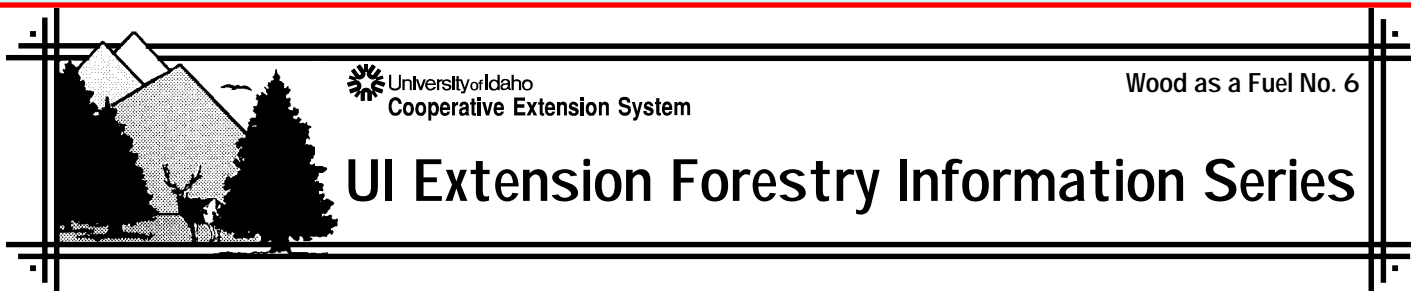 University of Idaho
Cooperative Extension System
Wood as a Fuel No. 6
UI Extension Forestry Information Series